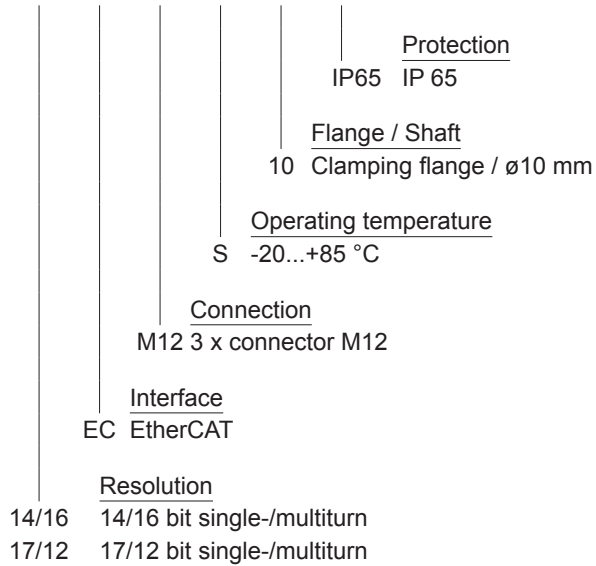 Protection
IP65 IP 65
Flange / Shaft
10 Clamping flange / ø10 mm
Operating temperature
S -20...+85 °C
Connection
M12 3 x connector M12
Interface
EC EtherCAT
Resolution
14/16 14/16 bit single-/multiturn
17/12 17/12 bit single-/multiturn